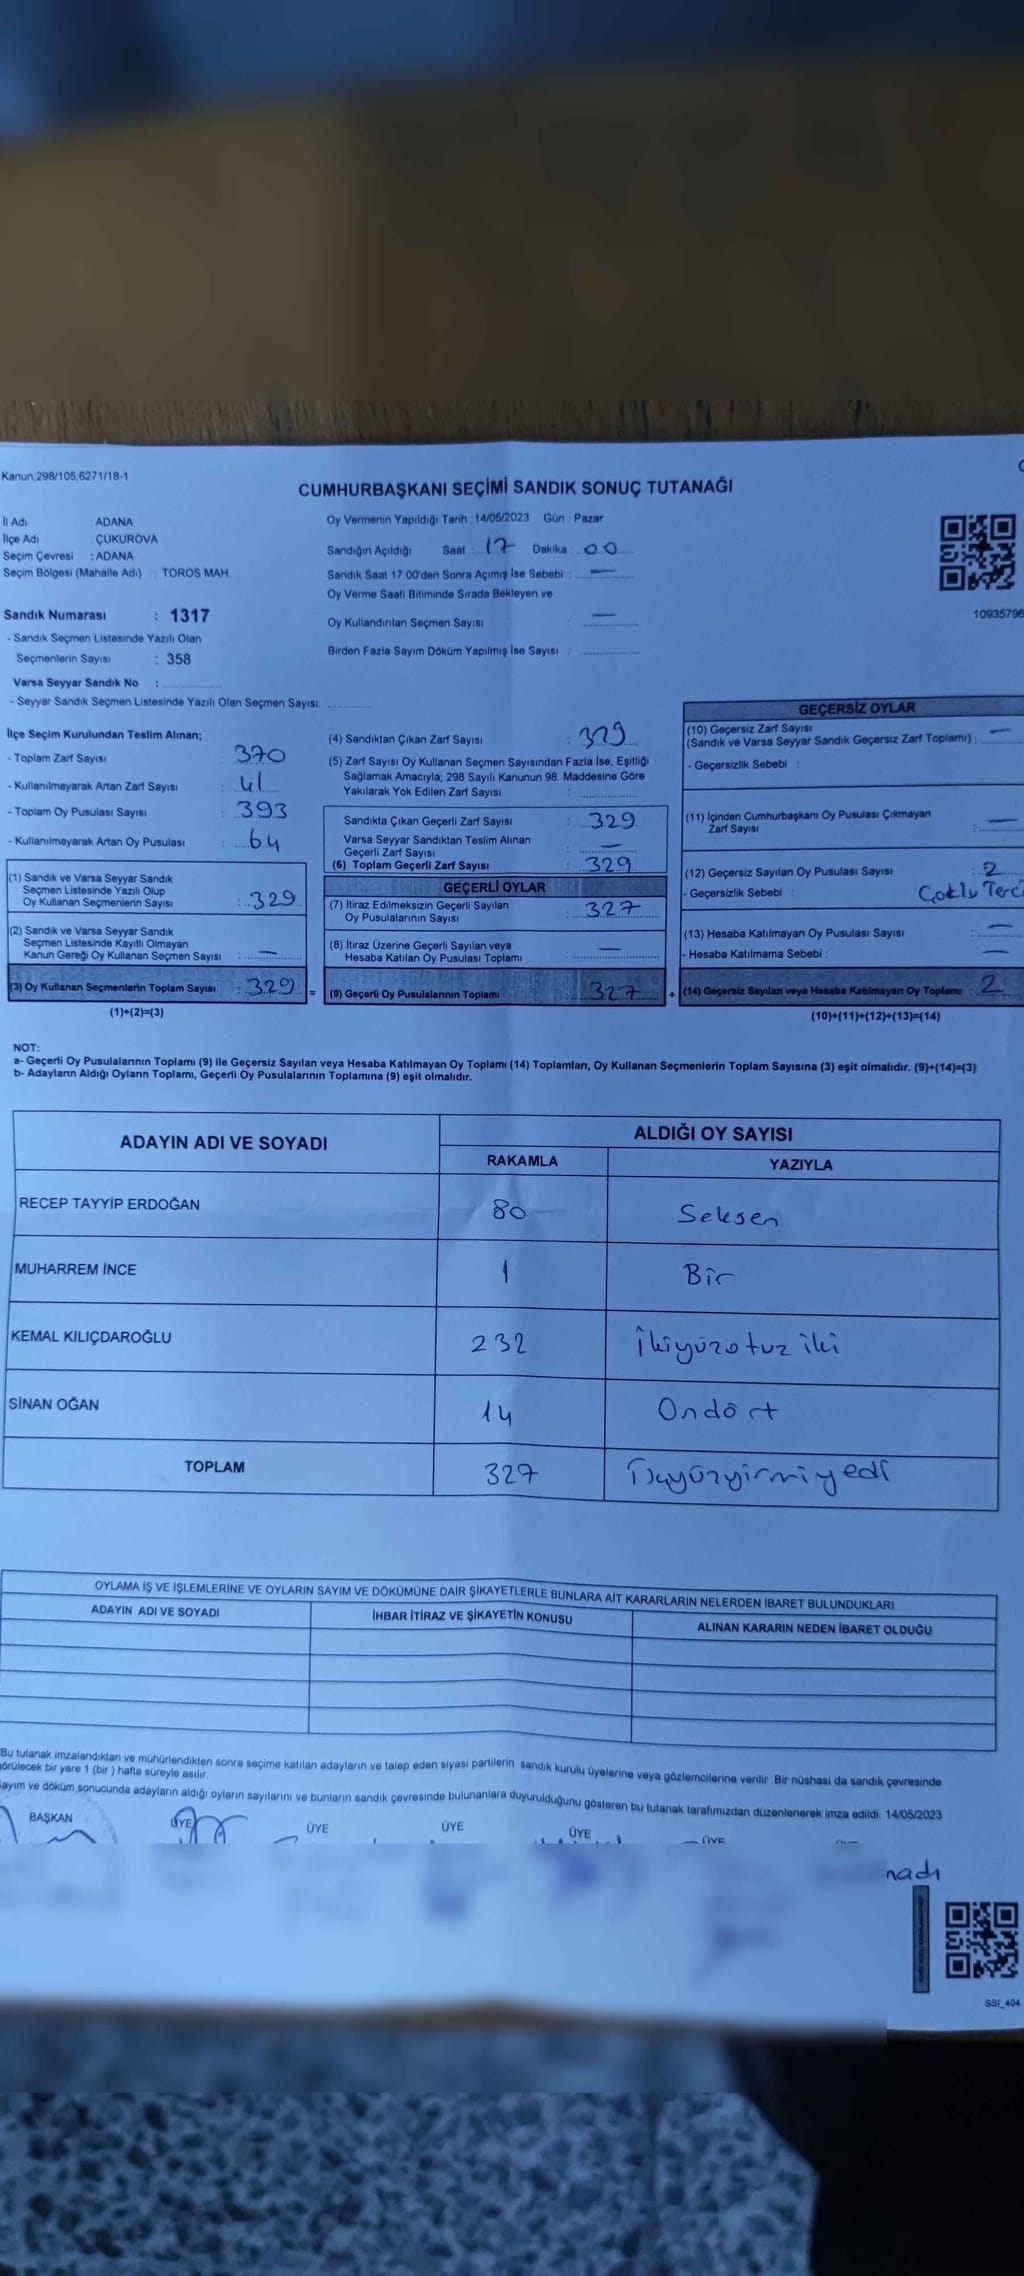 Kanun,298/105,6271/18-1
CUMHURBAŞKANI SEÇİMİ SANDIK SONUÇ TUTANAĞI
İl Adı : ADANA
İlçe Adı : ÇUKUROVA
Seçim Çevresi : ADANA
Seçim Bölgesi (Mahalle Adı) : TOROS MAH.
Sandık Numarası : 1317
- Sandık Seçmen Listesinde Yazılı Olan
Seçmenlerin Sayısı : 358
Varsa Seyyar Sandık No :
- Seyyar Sandık Seçmen Listesinde Yazılı Olan Seçmen Sayısı:
Oy Vermenin Yapıldığı Tarih : 14/05/2023 Gün : Pazar
Sandığın Açıldığı Saat 17 Dakika : 00
Sandık Saat 17 00'den Sonra Açımış İse Sebebi : —
Oy Verme Saati Bitiminde Sırada Bekleyen ve
Oy Kullandırılan Seçmen Sayısı : —
Birden Fazla Sayım Döküm Yapılmış İse Sayısı :
10935796
İlçe Seçim Kurulundan Teslim Alınan;
- Toplam Zarf Sayısı : 370
- Kullanılmayarak Artan Zarf Sayısı : 41
- Toplam Oy Pusulası Sayısı : 393
- Kullanılmayarak Artan Oy Pusulası : 64
(1) Sandık ve Varsa Seyyar Sandık
Seçmen Listesinde Yazılı Olup
Oy Kullanan Seçmenlerin Sayısı : 329
(2) Sandık ve Varsa Seyyar Sandık
Seçmen Listesinde Kayıtlı Olmayan
Kanun Gereği Oy Kullanan Seçmen Sayısı : —
(3) Oy Kullanan Seçmenlerin Toplam Sayısı : 329 =
(1)+(2)=(3)
(4) Sandıktan Çıkan Zarf Sayısı : 329
(5) Zarf Sayısı Oy Kullanan Seçmen Sayısından Fazla İse, Eşitliği
Sağlamak Amacıyla; 298 Sayılı Kanunun 98. Maddesine Göre
Yakılarak Yok Edilen Zarf Sayısı :
Sandıkta Çıkan Geçerli Zarf Sayısı : 329
Varsa Seyyar Sandıktan Teslim Alınan
Geçerli Zarf Sayısı : —
(6) Toplam Geçerli Zarf Sayısı : 329
GEÇERLİ OYLAR
(7) İtiraz Edilmeksizin Geçerli Sayılan
Oy Pusulalarının Sayısı : 327
(8) İtiraz Üzerine Geçerli Sayılan veya
Hesaba Katılan Oy Pusulası Toplamı : —
(9) Geçerli Oy Pusulalarının Toplamı : 327 +
GEÇERSİZ OYLAR
(10) Geçersiz Zarf Sayısı
(Sandık ve Varsa Seyyar Sandık Geçersiz Zarf Toplamı) : —
- Geçersizlik Sebebi :
(11) İçinden Cumhurbaşkanı Oy Pusulası Çıkmayan
Zarf Sayısı : —
(12) Geçersiz Sayılan Oy Pusulası Sayısı : 2
- Geçersizlik Sebebi : Çoklu Terci
(13) Hesaba Katılmayan Oy Pusulası Sayısı : —
- Hesaba Katılmama Sebebi : —
(14) Geçersiz Sayılan veya Hesaba Katılmayan Oy Toplamı : 2
(10)+(11)+(12)+(13)=(14)
NOT:
a- Geçerli Oy Pusulalarının Toplamı (9) ile Geçersiz Sayılan veya Hesaba Katılmayan Oy Toplamı (14) Toplamları, Oy Kullanan Seçmenlerin Toplam Sayısına (3) eşit olmalıdır. (9)+(14)=(3)
b- Adayların Aldığı Oyların Toplamı, Geçerli Oy Pusulalarının Toplamına (9) eşit olmalıdır.
ADAYIN ADI VE SOYADI
ALDIĞI OY SAYISI
RAKAMLA YAZIYLA
RECEP TAYYİP ERDOĞAN 80 Seksen
MUHARREM İNCE 1 Bir
KEMAL KILIÇDAROĞLU 232 İkiyüzotuz iki
SİNAN OĞAN 14 Ondört
TOPLAM 327 Üçyüzyirmiyedi
OYLAMA İŞ VE İŞLEMLERİNE VE OYLARIN SAYIM VE DÖKÜMÜNE DAİR ŞİKAYETLERLE BUNLARA AİT KARARLARIN NELERDEN İBARET BULUNDUKLARI
ADAYIN ADI VE SOYADI İHBAR İTİRAZ VE ŞİKAYETİN KONUSU ALINAN KARARIN NEDEN İBARET OLDUĞU
Bu tutanak imzalandıktan ve mühürlendikten sonra seçime katılan adayların ve talep eden siyasi partilerin sandık kurulu üyelerine veya gözlemcilerine verilir. Bir nüshası da sandık çevresinde
görülecek bir yere 1 (bir) hafta süreyle asılır.
Sayım ve döküm sonucunda adayların aldığı oyların sayılarını ve bunların sandık çevresinde bulunanlara duyurulduğunu gösteren bu tutanak tarafımızdan düzenlenerek imza edildi. 14/05/2023
BAŞKAN ÜYE ÜYE ÜYE ÜYE ÜYE
nadı
SSI_404